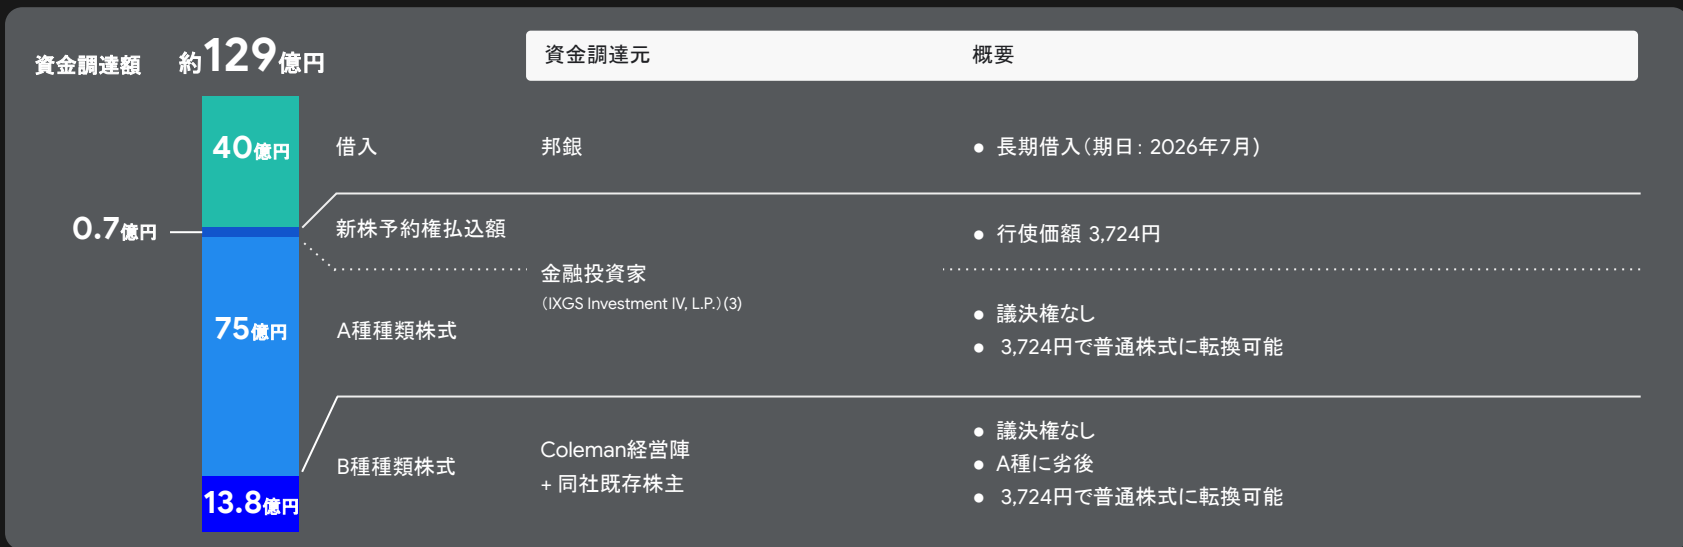 資金調達額 約129億円
資金調達元 概要
40億円 借入 邦銀 ● 長期借入（期日：2026年7月）
0.7億円 新株予約権払込額 ● 行使価額 3,724円
金融投資家
（IXGS Investment IV, L.P.）(3)
75億円 A種種類株式
● 議決権なし
● 3,724円で普通株式に転換可能
13.8億円 B種種類株式
Coleman経営陣
+ 同社既存株主
● 議決権なし
● A種に劣後
● 3,724円で普通株式に転換可能